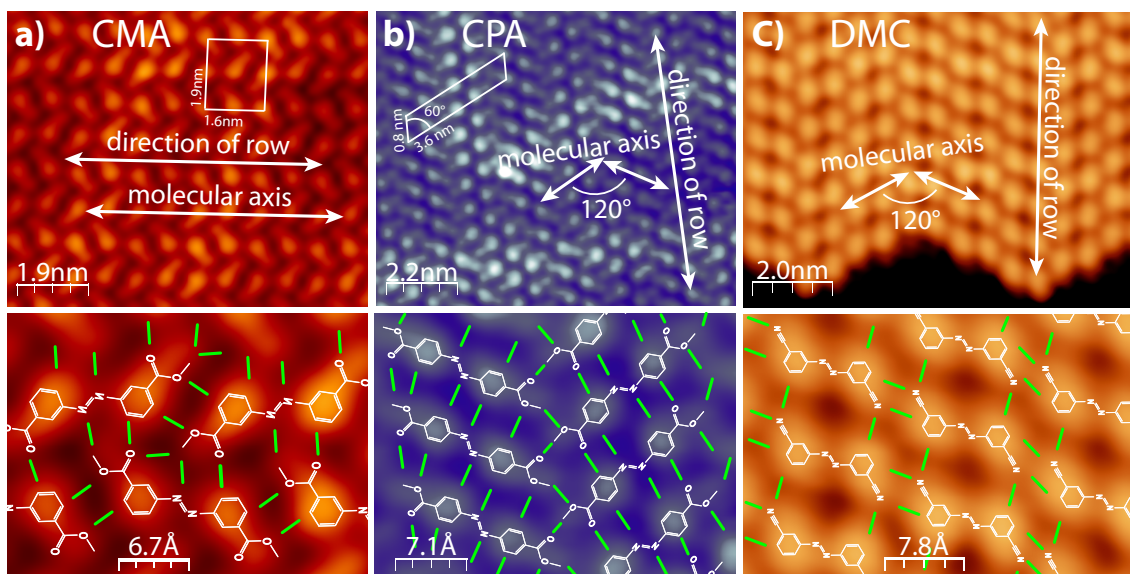 a) CMA
1.9nm
1.6nm
direction of row
molecular axis
1.9nm
b) CPA
60°
0.8 nm
3.6 nm
molecular axis
120°
direction of row
2.2nm
C) DMC
molecular axis
120°
direction of row
2.0nm
6.7Å
7.1Å
7.8Å